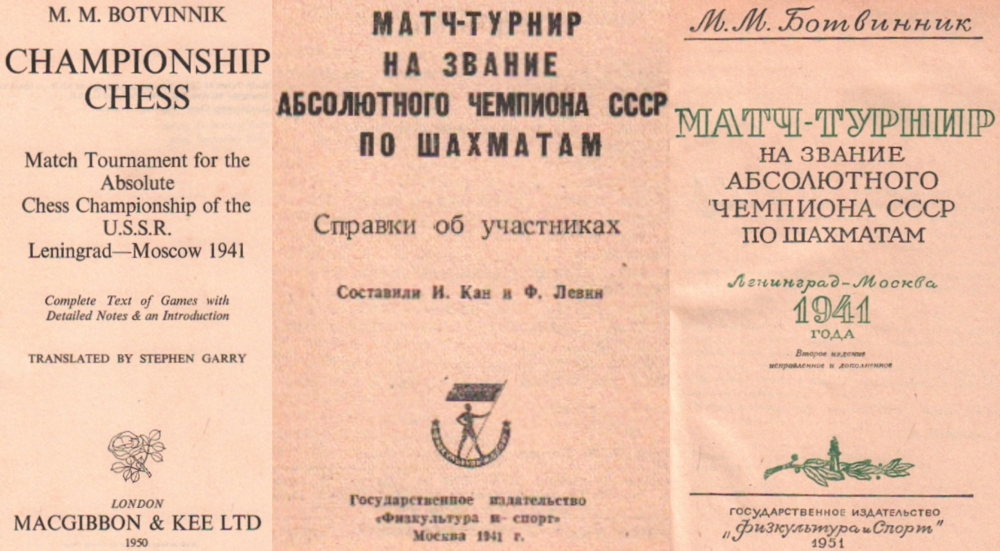 M. M. BOTVINNIK
CHAMPIONSHIP
CHESS
Match Tournament for the
Absolute
Chess Championship of the
U.S.S.R.
Leningrad—Moscow 1941
Complete Text of Games with
Detailed Notes & an Introduction
TRANSLATED BY STEPHEN GARRY
LONDON
MACGIBBON & KEE LTD
1950
МАТЧ-ТУРНИР
НА ЗВАНИЕ
АБСОЛЮТНОГО ЧЕМПИОНА СССР
ПО ШАХМАТАМ
Справки об участниках
Составили И. Кан и Ф. Левин
Государственное издательство
«Физкультура и спорт»
Москва 1941 г.
М. М. Ботвинник
МАТЧ-ТУРНИР
НА ЗВАНИЕ
АБСОЛЮТНОГО
ЧЕМПИОНА СССР
ПО ШАХМАТАМ
Ленинград-Москва
1941
ГОДА
Второе издание
исправленное и дополненное
ГОСУДАРСТВЕННОЕ ИЗДАТЕЛЬСТВО
„Физкультура и Спорт"
1951